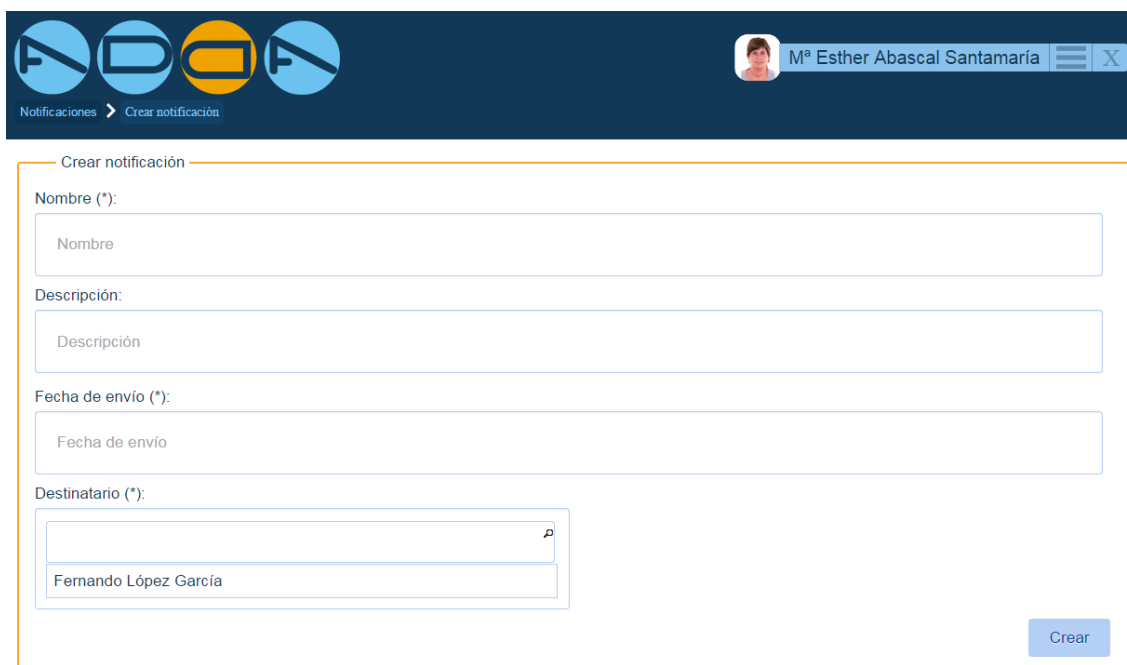 ADDA
Mª Esther Abascal Santamaría X
Notificaciones Crear notificación
Crear notificación
Nombre (*):
Nombre
Descripción:
Descripción
Fecha de envío (*):
Fecha de envío
Destinatario (*):
Fernando López García
Crear